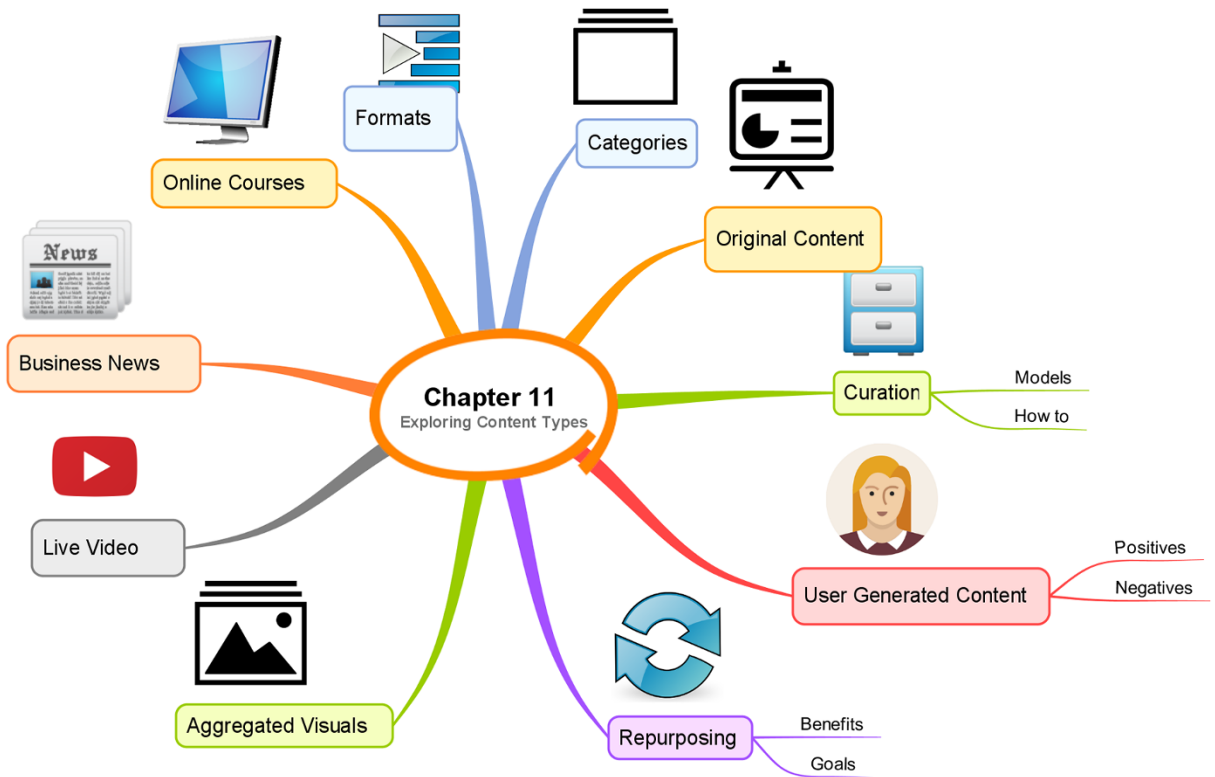 Formats
Categories
Online Courses
Original Content
News
Business News
Chapter 11
Exploring Content Types
Curation
Models
How to
Live Video
User Generated Content
Positives
Negatives
Aggregated Visuals
Repurposing
Benefits
Goals